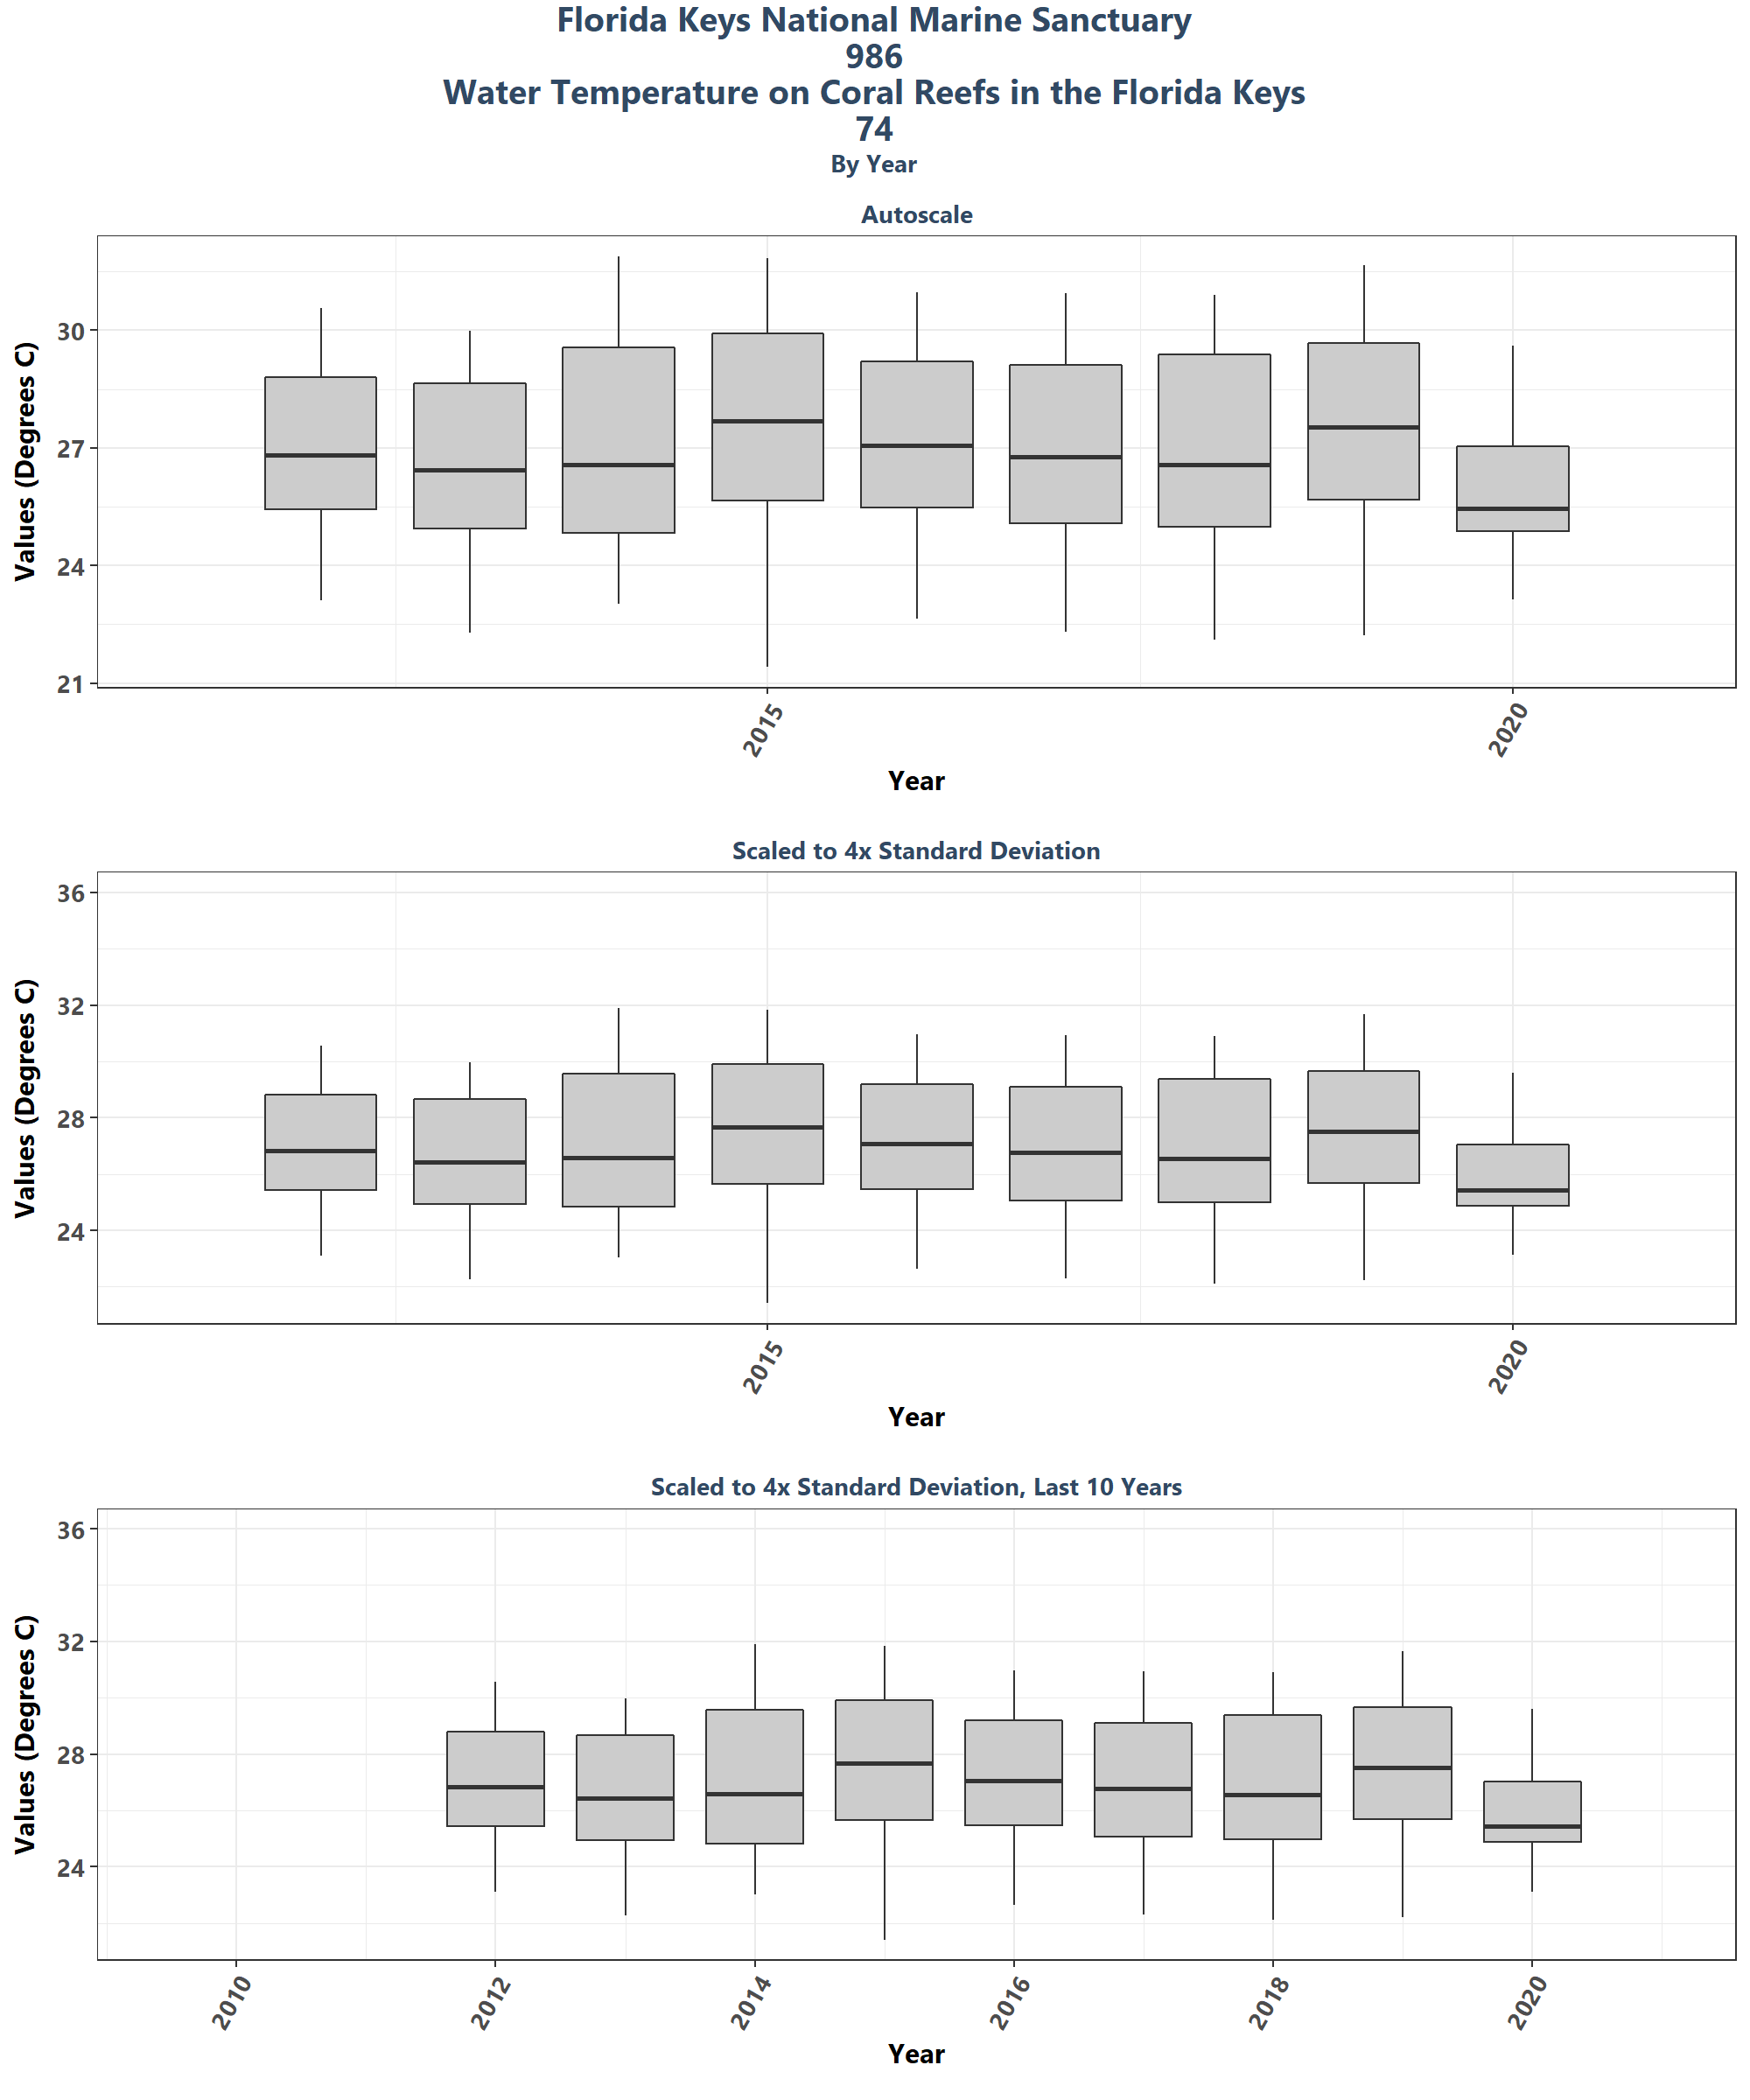 Florida Keys National Marine Sanctuary
986
Water Temperature on Coral Reefs in the Florida Keys
74
By Year
Autoscale
Values (Degrees C)
30
27
24
21
2015
2020
Year
Scaled to 4x Standard Deviation
Values (Degrees C)
36
32
28
24
2015
2020
Year
Scaled to 4x Standard Deviation, Last 10 Years
Values (Degrees C)
36
32
28
24
2010
2012
2014
2016
2018
2020
Year